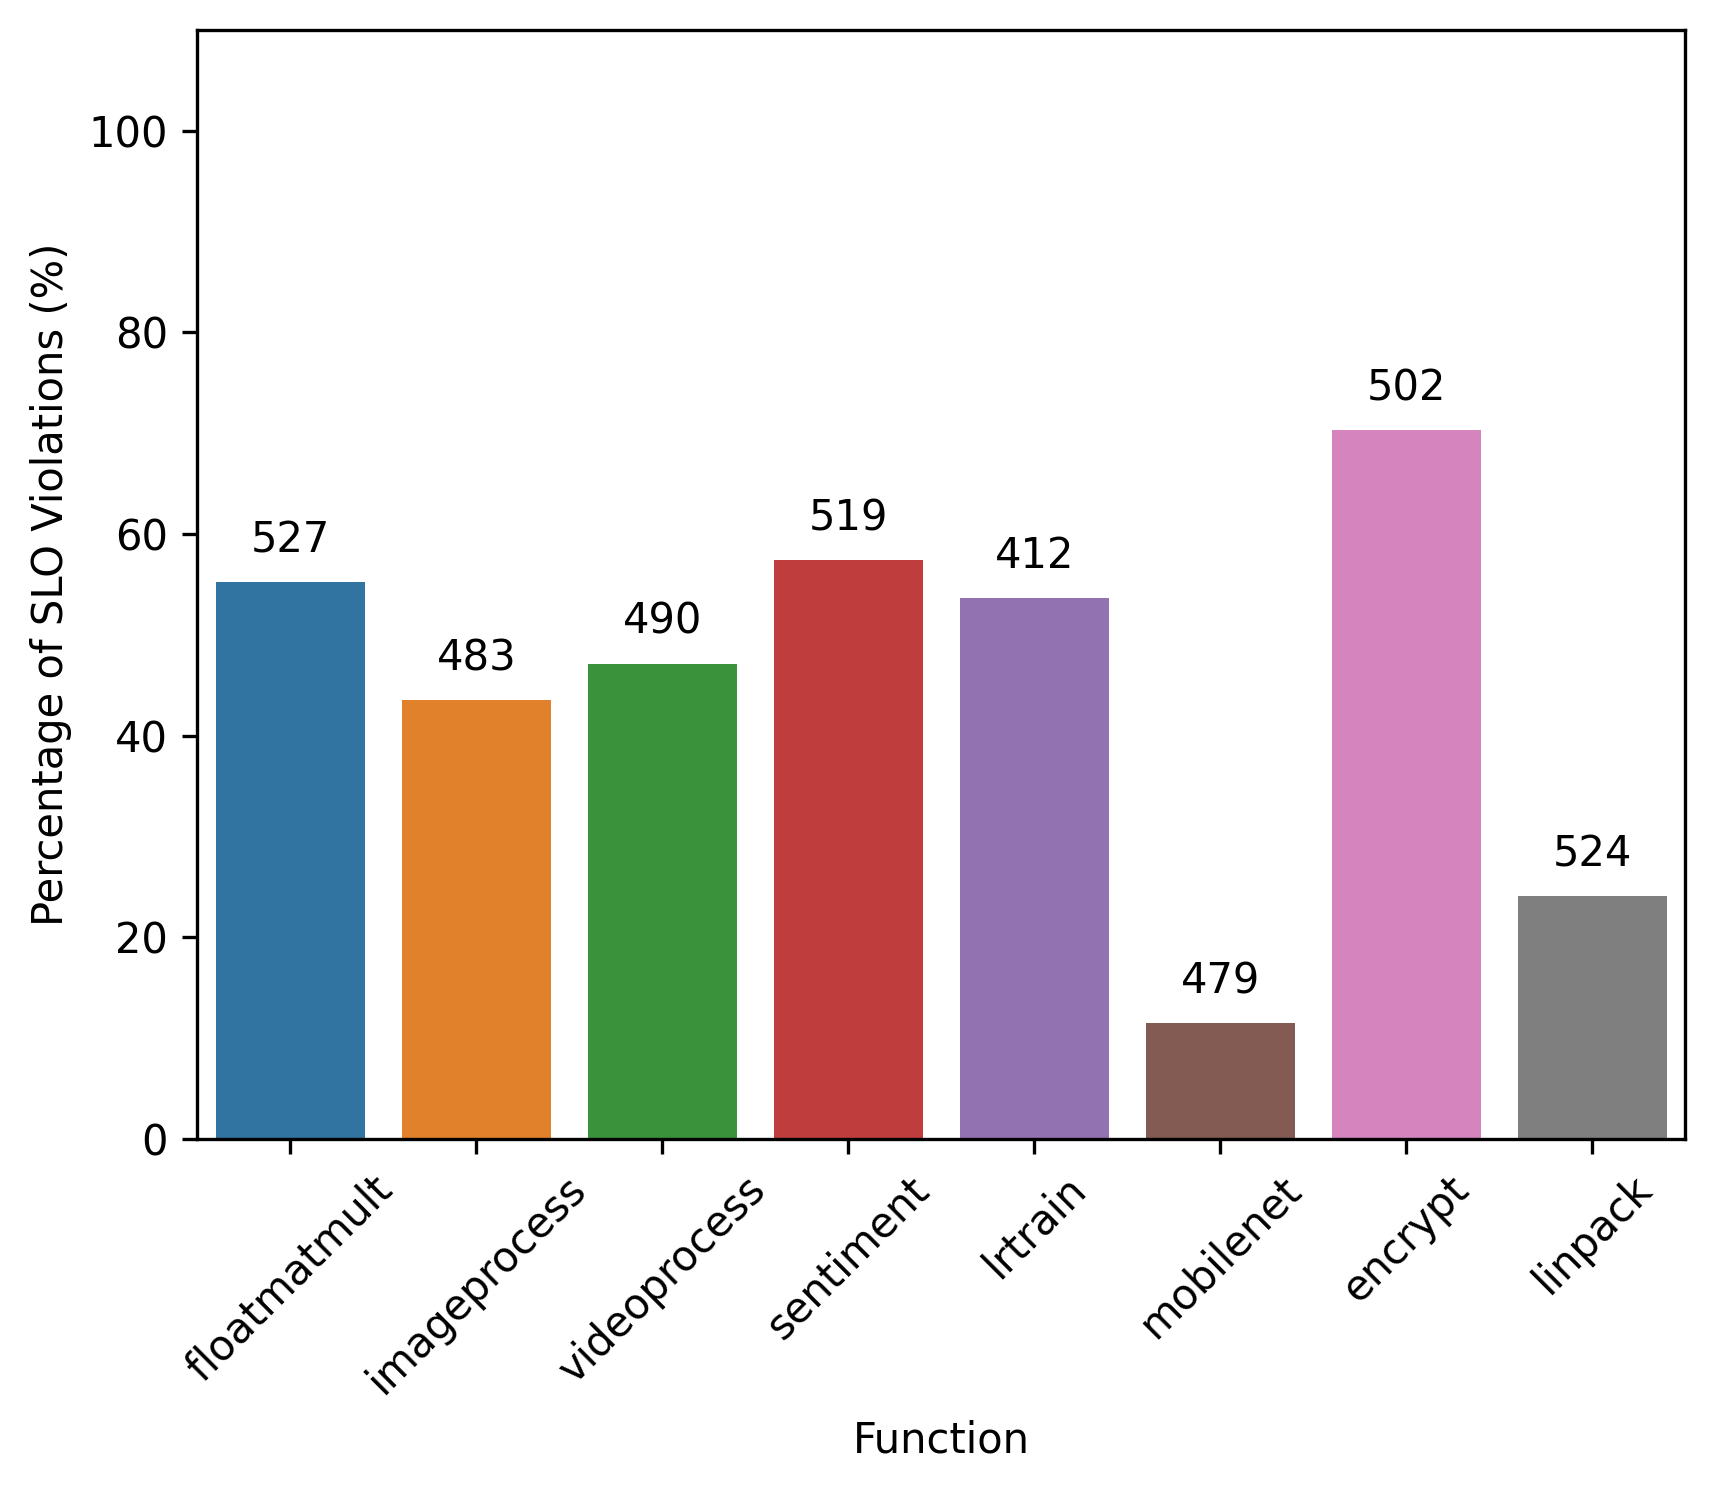 Percentage of SLO Violations (%)
100
80
60
40
20
0
527
483
490
519
412
479
502
524
floatmatmult
imageprocess
videoprocess
sentiment
lrtrain
mobilenet
encrypt
linpack
Function